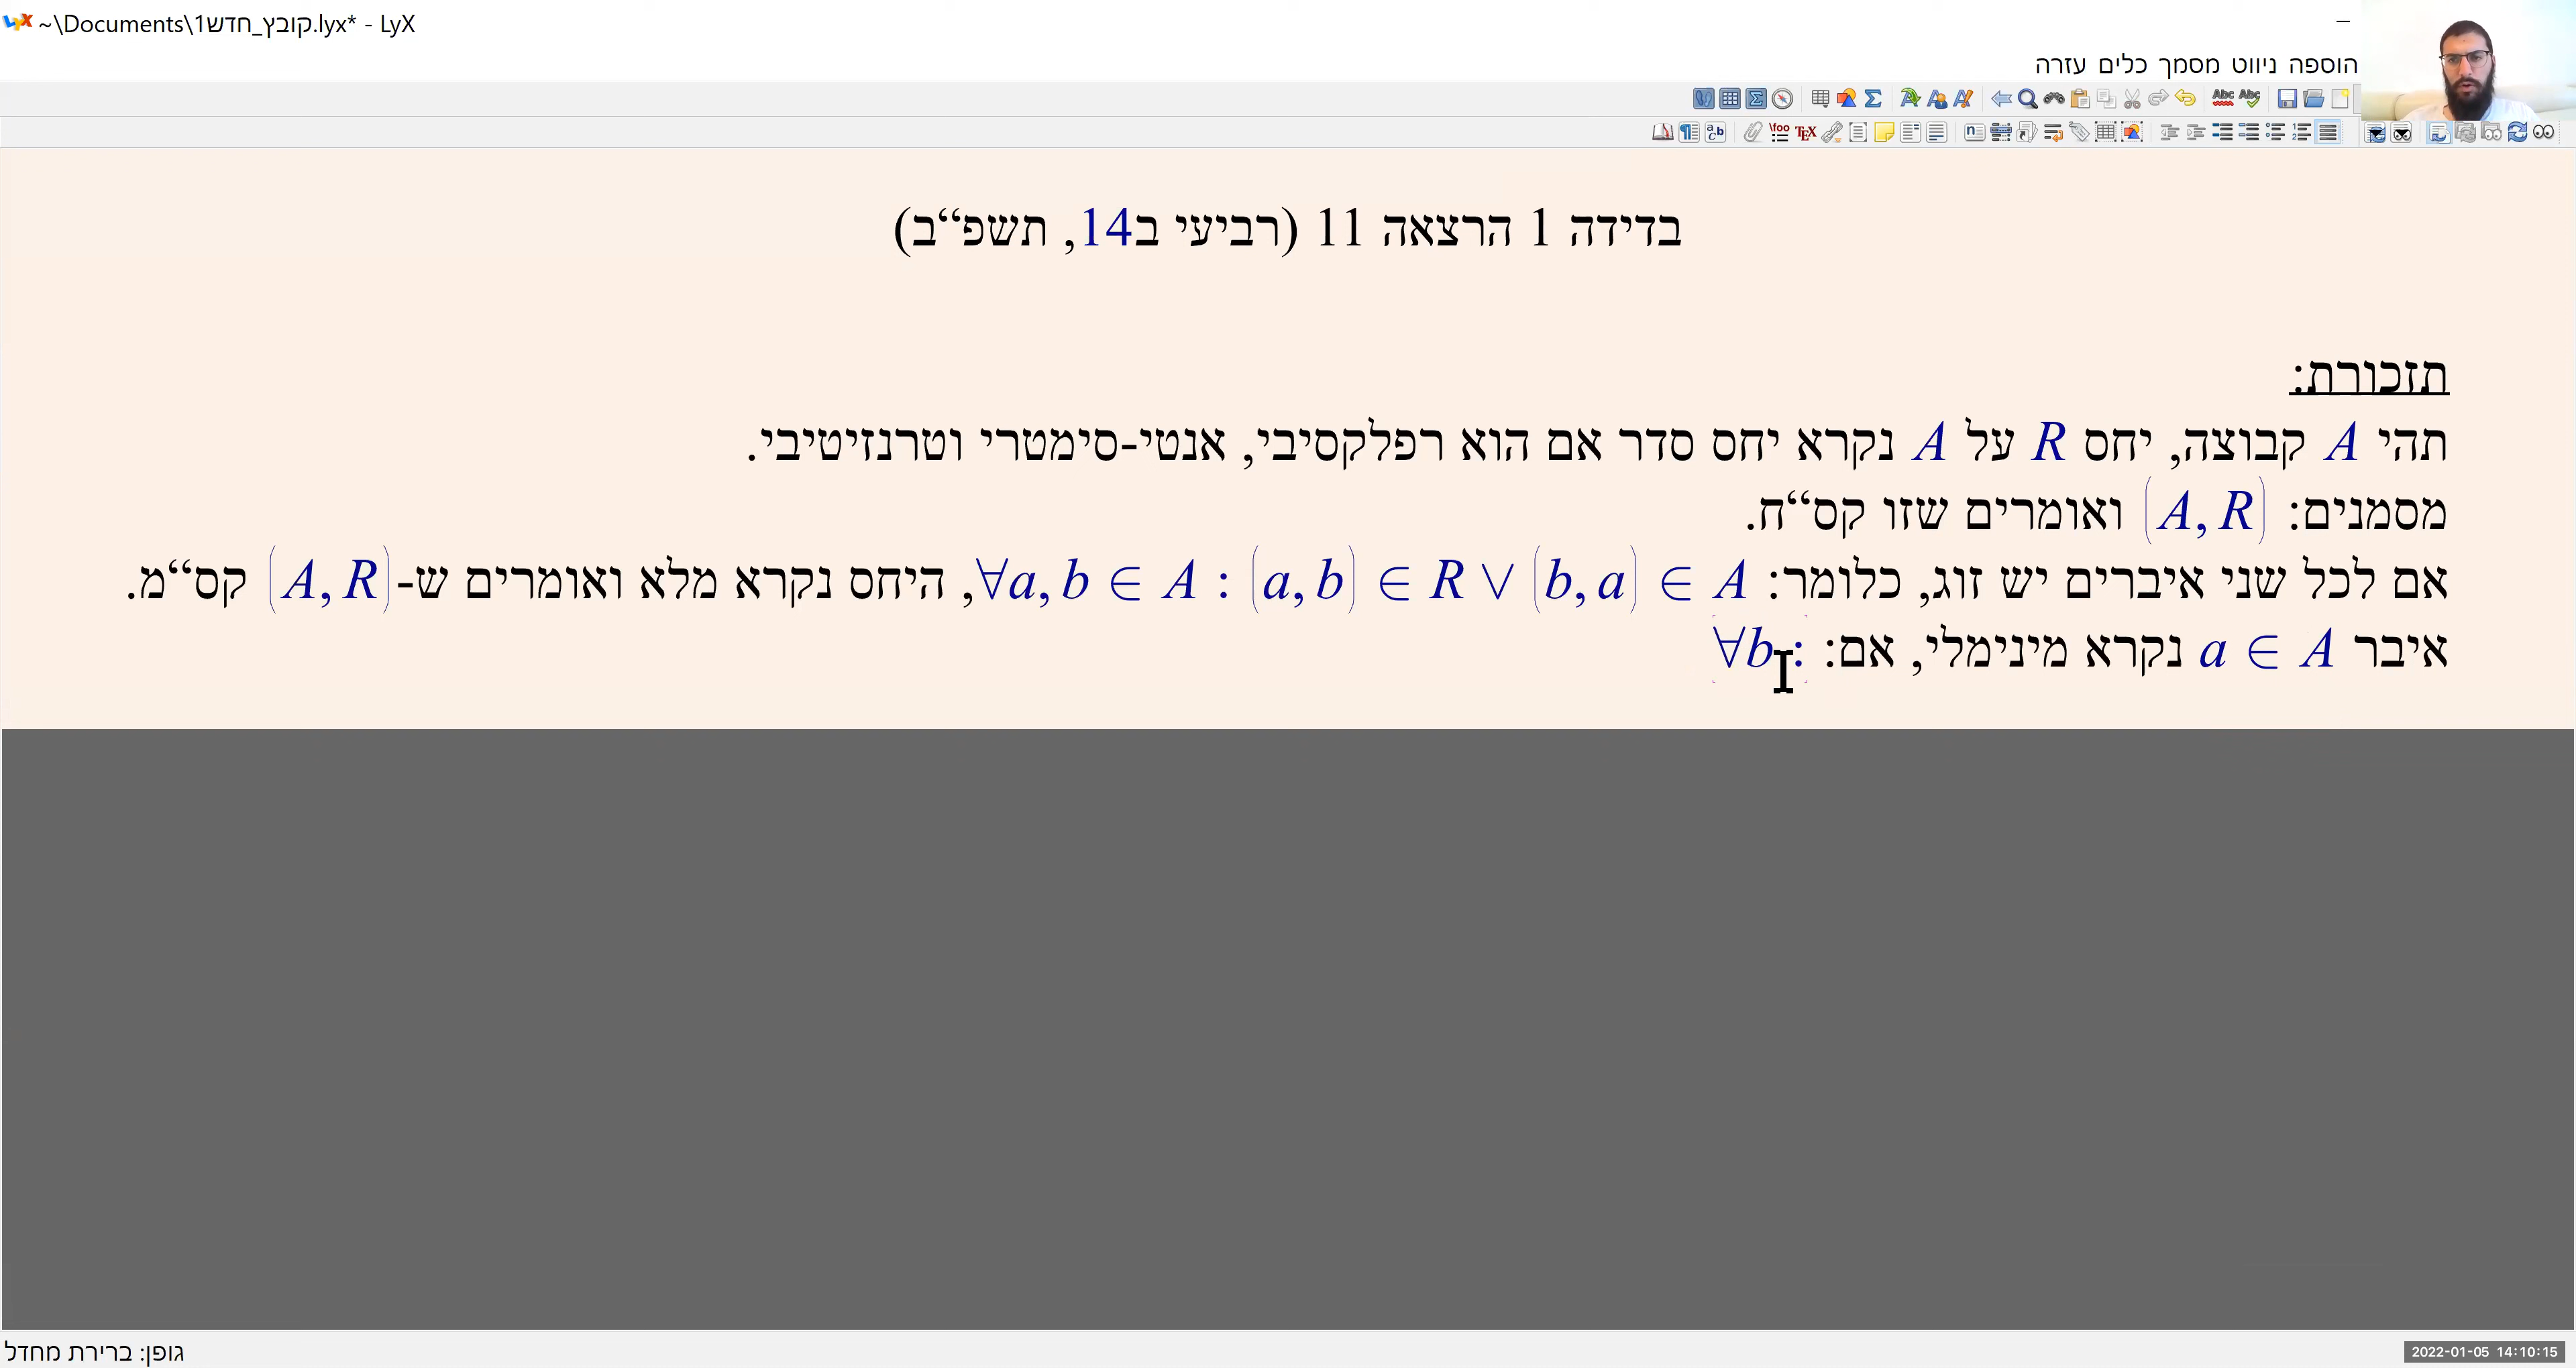 ~\Documents\קובץ_חדש1.lyx* - LyX
הוספה ניווט מסמך כלים עזרה
בדידה 1 הרצאה 11 (רביעי ב14, תשפ“ב)
תזכורת:
תהי A קבוצה, יחס R על A נקרא יחס סדר אם הוא רפלקסיבי, אנטי-סימטרי וטרנזיטיבי.
מסמנים: (A, R) ואומרים שזו קס“ח.
אם לכל שני איברים יש זוג, כלומר: ∀a, b ∈ A : (a, b) ∈ R ∨ (b, a) ∈ A, היחס נקרא מלא ואומרים ש-(A, R) קס“מ.
איבר a ∈ A נקרא מינימלי, אם: ∀b :
גופן: ברירת מחדל
2022-01-05 14:10:15